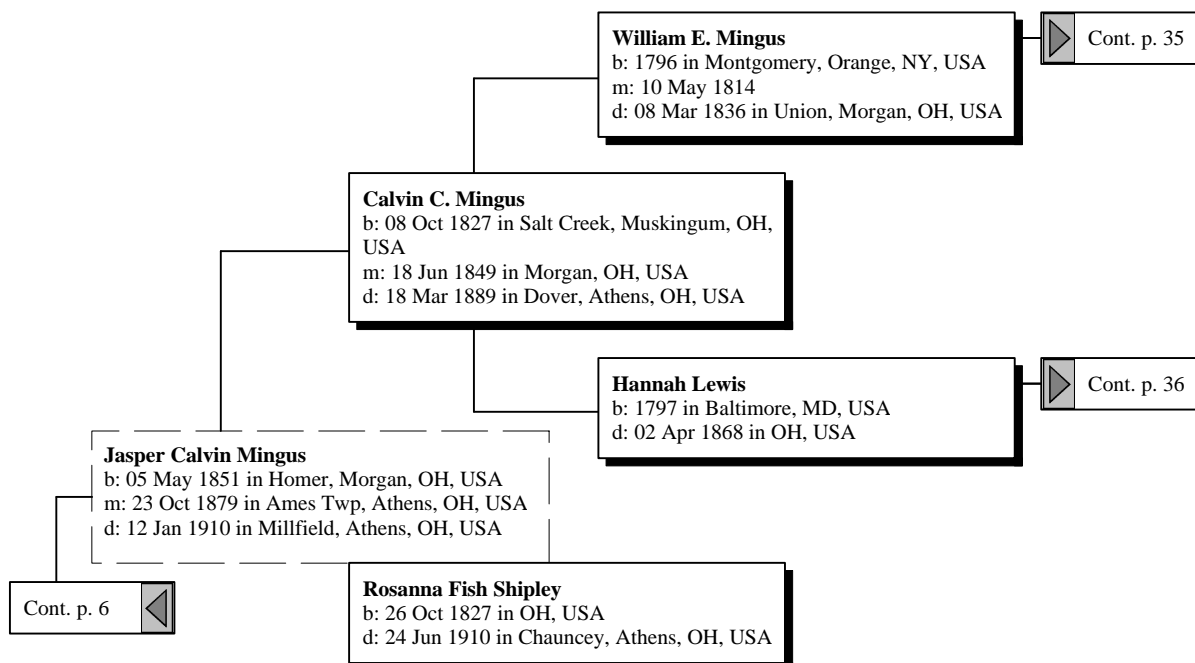 William E. Mingus
b: 1796 in Montgomery, Orange, NY, USA
m: 10 May 1814
d: 08 Mar 1836 in Union, Morgan, OH, USA
Cont. p. 35
Calvin C. Mingus
b: 08 Oct 1827 in Salt Creek, Muskingum, OH,
USA
m: 18 Jun 1849 in Morgan, OH, USA
d: 18 Mar 1889 in Dover, Athens, OH, USA
Hannah Lewis
b: 1797 in Baltimore, MD, USA
d: 02 Apr 1868 in OH, USA
Cont. p. 36
Jasper Calvin Mingus
b: 05 May 1851 in Homer, Morgan, OH, USA
m: 23 Oct 1879 in Ames Twp, Athens, OH, USA
d: 12 Jan 1910 in Millfield, Athens, OH, USA
Cont. p. 6
Rosanna Fish Shipley
b: 26 Oct 1827 in OH, USA
d: 24 Jun 1910 in Chauncey, Athens, OH, USA